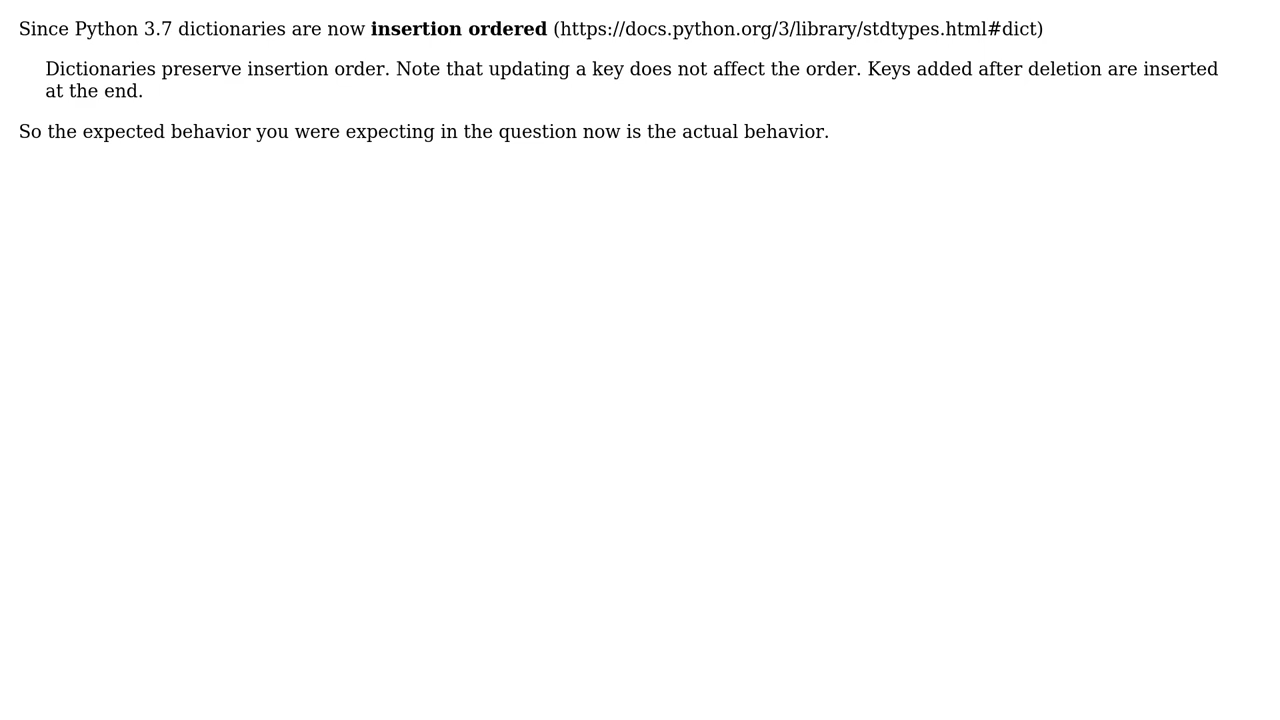 Since Python 3.7 dictionaries are now insertion ordered (https://docs.python.org/3/library/stdtypes.html#dict)
Dictionaries preserve insertion order. Note that updating a key does not affect the order. Keys added after deletion are inserted
at the end.
So the expected behavior you were expecting in the question now is the actual behavior.